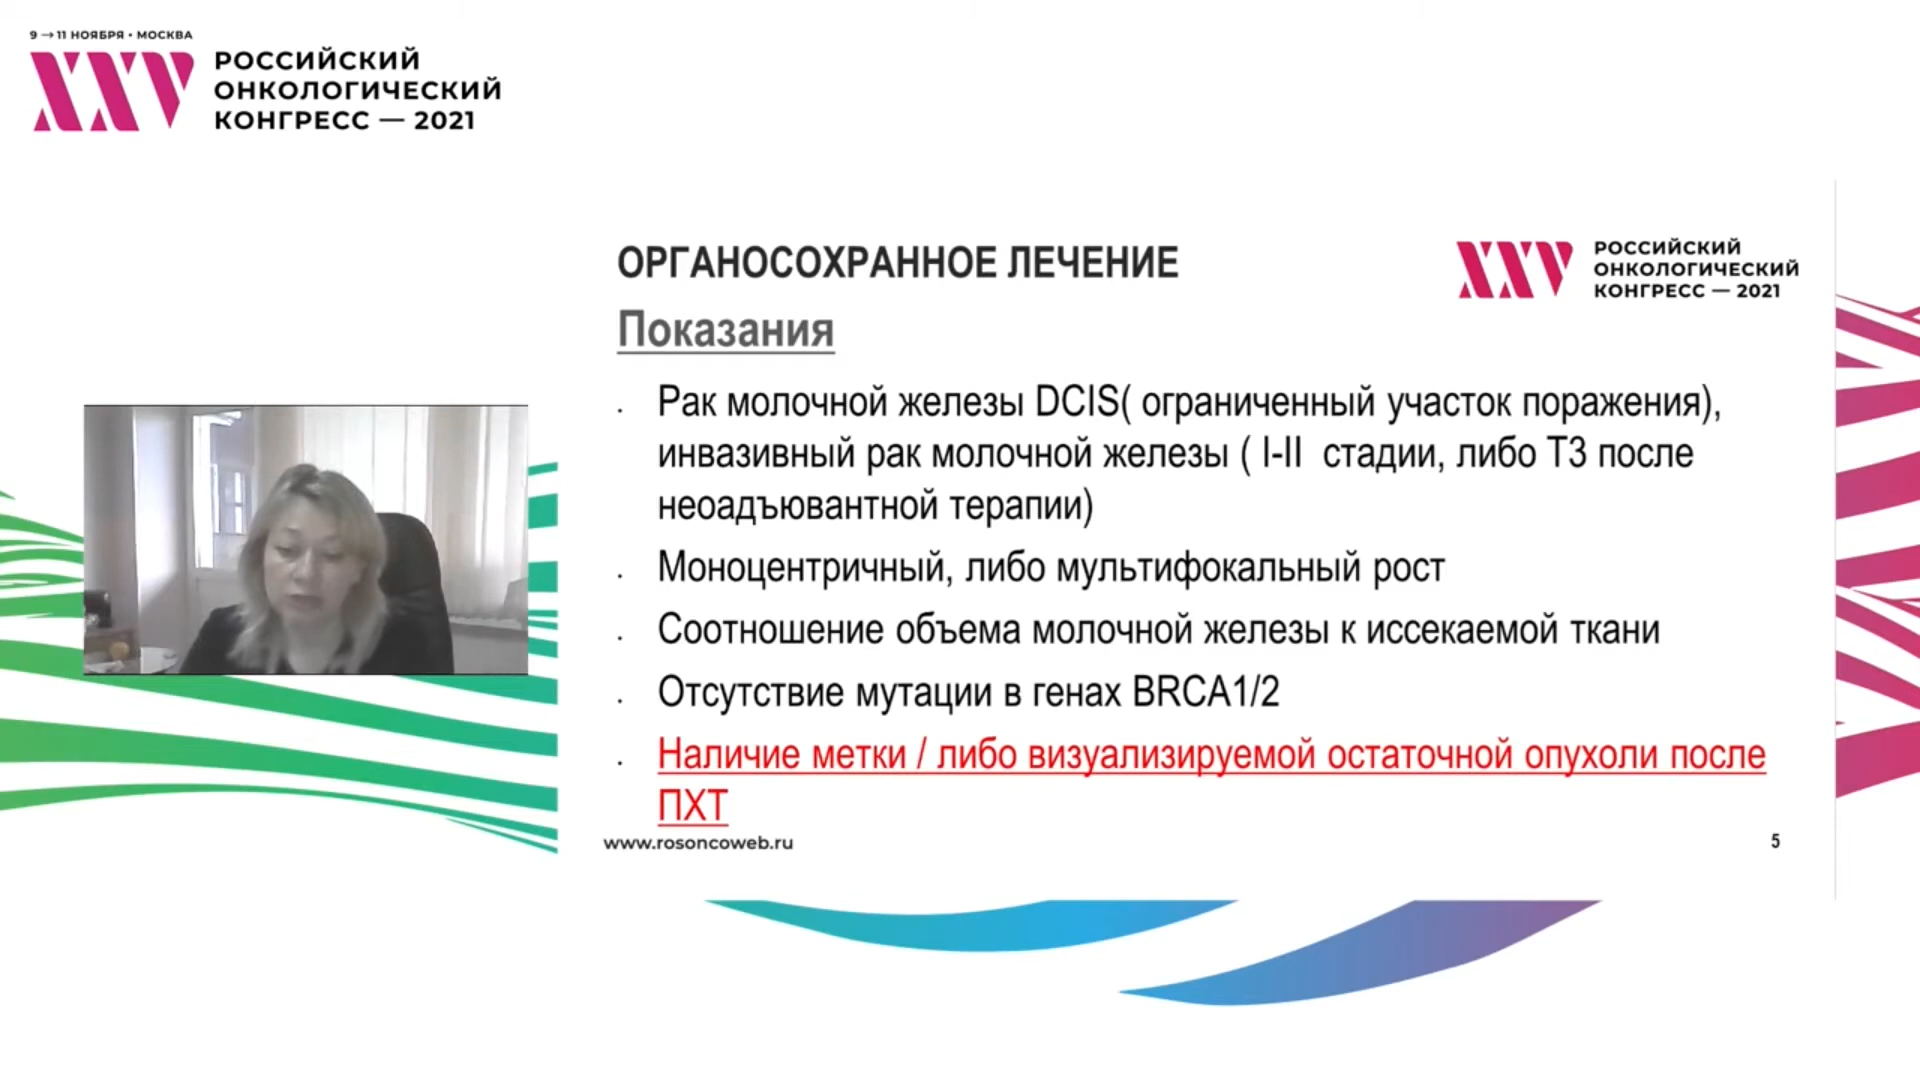 9 → 11 НОЯБРЯ • МОСКВА
XXV
РОССИЙСКИЙ
ОНКОЛОГИЧЕСКИЙ
КОНГРЕСС — 2021
ОРГАНОСОХРАННОЕ ЛЕЧЕНИЕ
XXV
РОССИЙСКИЙ
ОНКОЛОГИЧЕСКИЙ
КОНГРЕСС — 2021
Показания
Рак молочной железы DCIS( ограниченный участок поражения),
инвазивный рак молочной железы ( I-II стадии, либо Т3 после
неоадъювантной терапии)
Моноцентричный, либо мультифокальный рост
Соотношение объема молочной железы к иссекаемой ткани
Отсутствие мутации в генах BRCA1/2
Наличие метки / либо визуализируемой остаточной опухоли после
ПХТ
www.rosoncoweb.ru
5